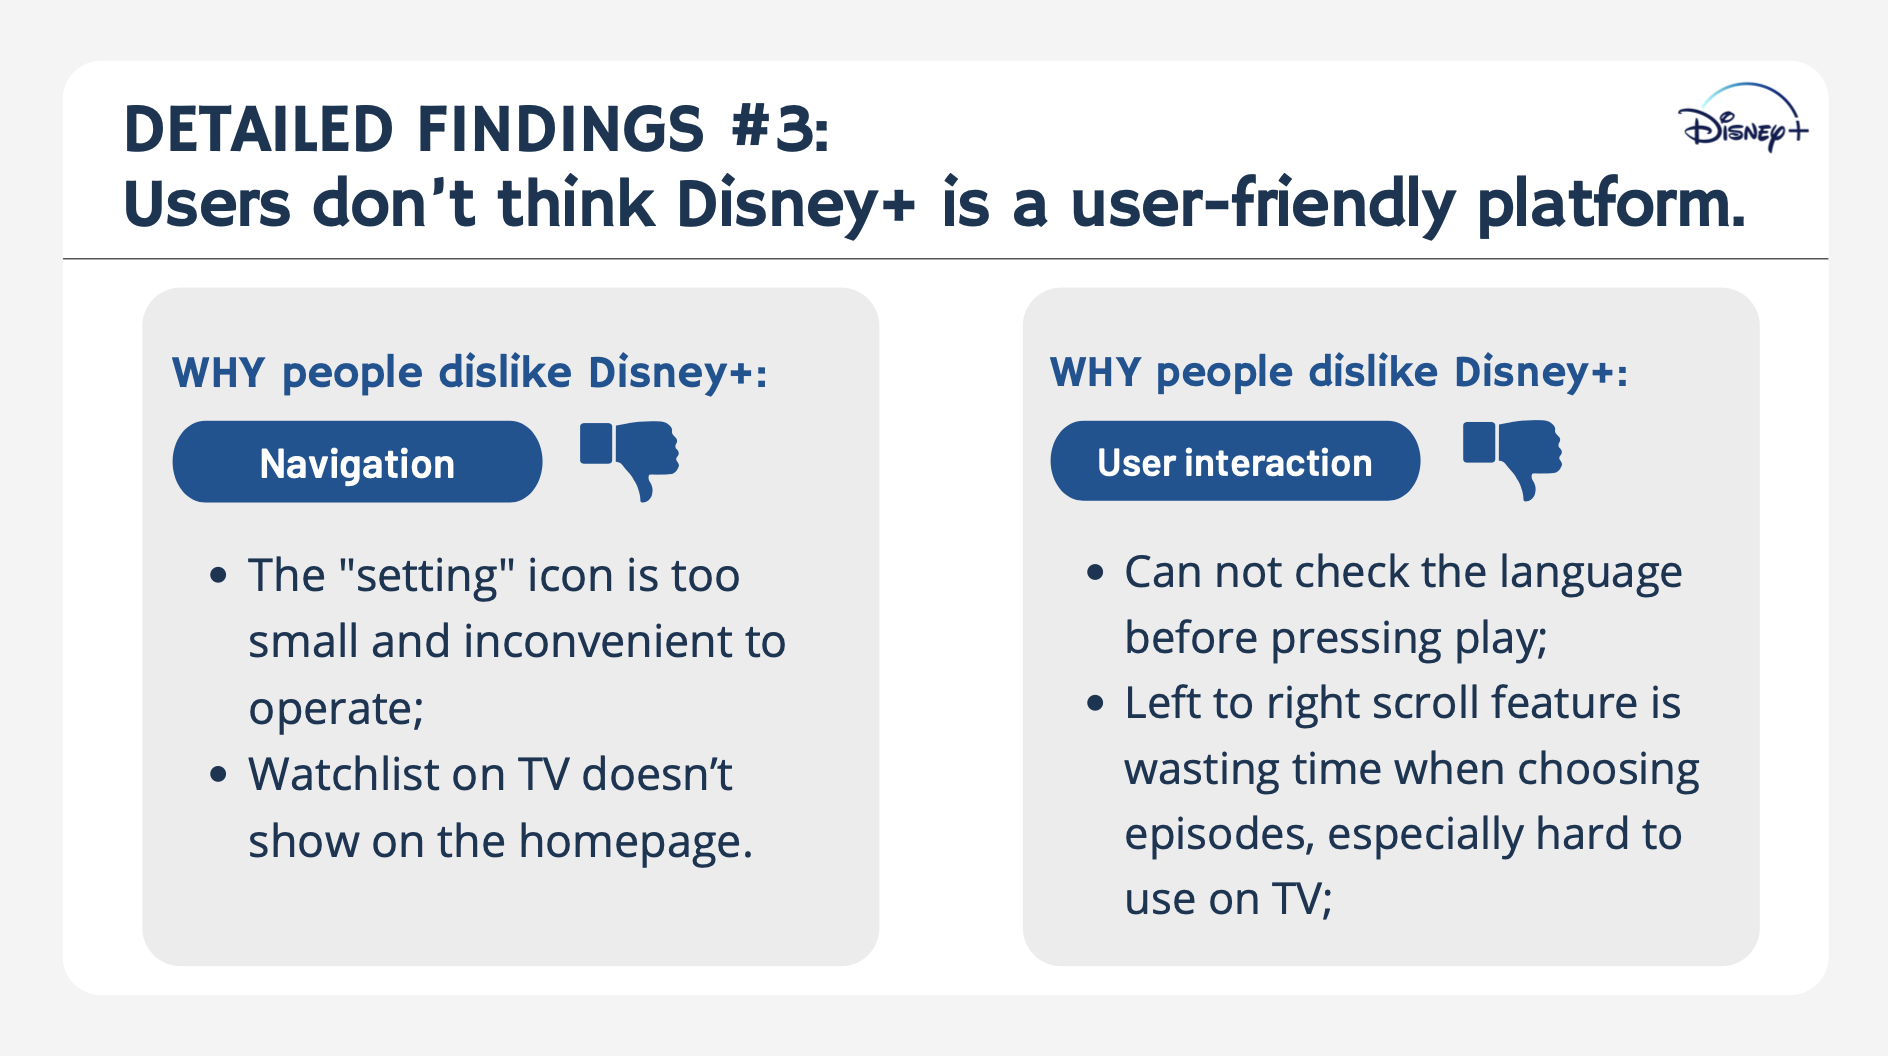 DETAILED FINDINGS #3:
Users don’t think Disney+ is a user-friendly platform.
Disney+
WHY people dislike Disney+:
Navigation
• The "setting" icon is too
small and inconvenient to
operate;
• Watchlist on TV doesn’t
show on the homepage.
WHY people dislike Disney+:
User interaction
• Can not check the language
before pressing play;
• Left to right scroll feature is
wasting time when choosing
episodes, especially hard to
use on TV;